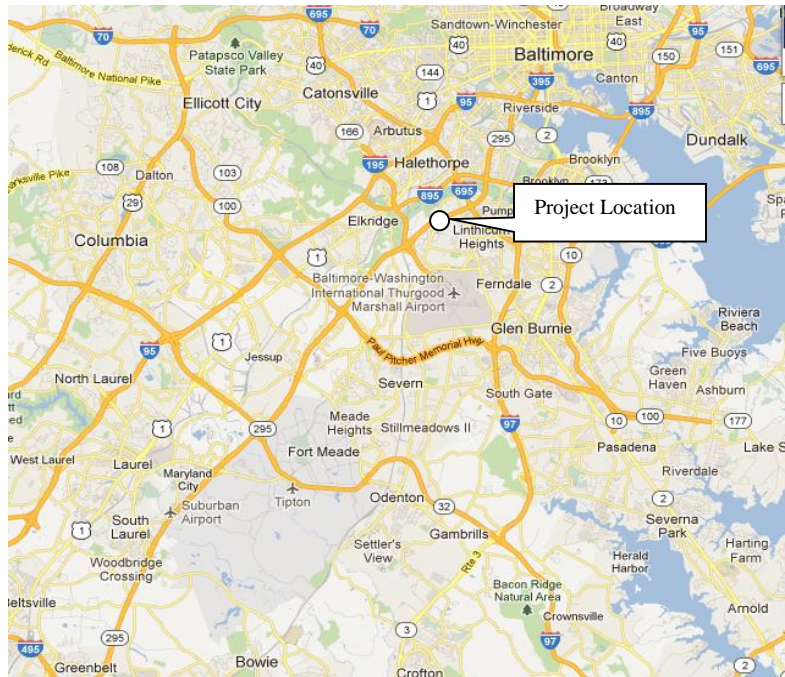 695
70
70
Sandtown-Winchester
Broadway
East
95
Patapsco Valley
State Park
40
40
Baltimore
150
151
Baltimore National Pike
40
144
395
Canton
695
Ellicott City
Catonsville
1
95
Riverside
895
166
Arbutus
295
2
Dundalk
108
103
195
Halethorpe
Brooklyn
Dalton
895
695
Brooklyn
173
29
100
Elkridge
Project Location
Pump
Linthicum
Heights
Columbia
1
10
Baltimore-Washington
International Thurgood
Marshall Airport
Ferndale
2
Riviera
Beach
1
Glen Burnie
95
Jessup
Paul Pitcher Memorial Hwy
Five Buoys
North Laurel
Severn
Green
Haven
Ashburn
South Gate
Meade
Heights
Stillmeadows II
10
100
177
1
295
97
West Laurel
Laurel
Fort Meade
Pasadena
Lake S
Maryland
City
Riverdale
Suburban
Airport
Tipton
Odenton
2
South
Laurel
1
32
Gambrills
Severna
Park
Settler's
View
Harting
Farm
Woodbridge
Crossing
Rte 3
Herald
Harbor
Bacon Ridge
Natural Area
Beltsville
Crownsville
Arnold
295
3
495
97
Greenbelt
Bowie
Crofton
2